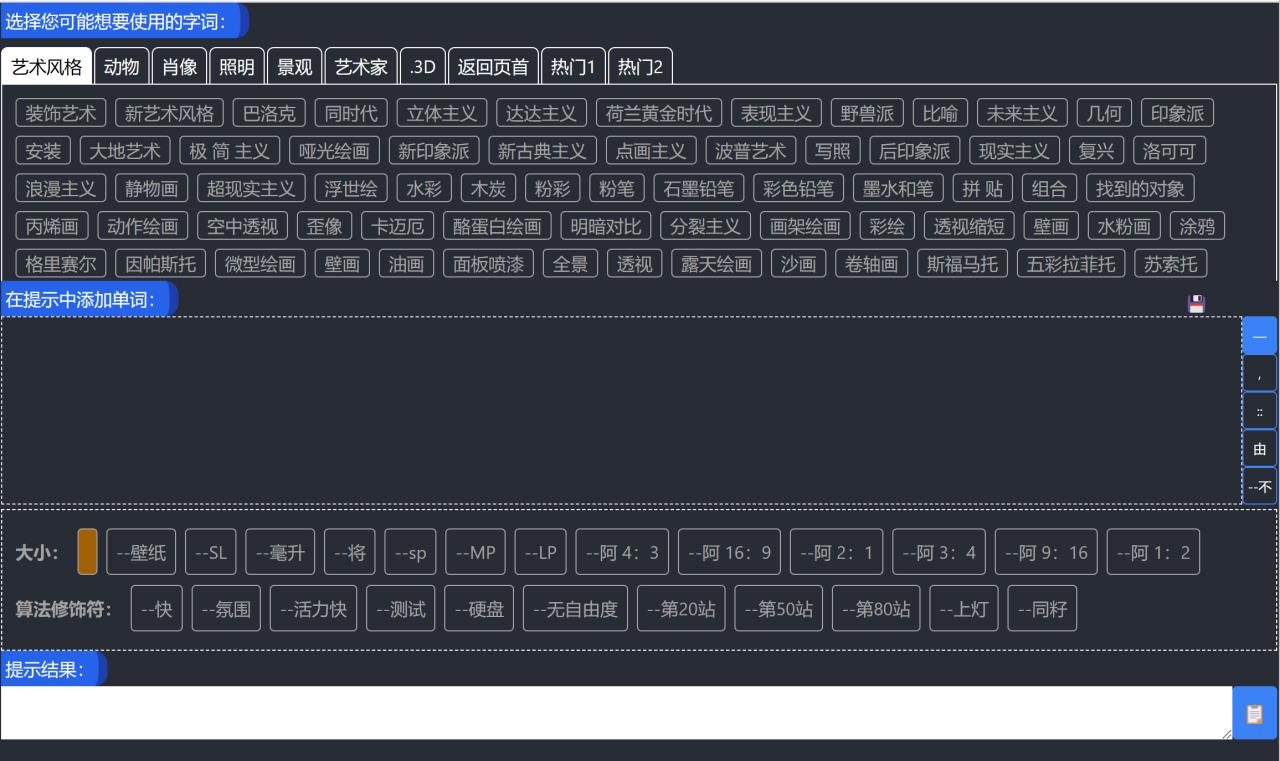 选择您可能想要使用的字词：
艺术风格 动物 肖像 照明 景观 艺术家 .3D 返回页首 热门1 热门2
装饰艺术 新艺术风格 巴洛克 同时代 立体主义 达达主义 荷兰黄金时代 表现主义 野兽派 比喻 未来主义 几何 印象派
安装 大地艺术 极 简 主义 哑光绘画 新印象派 新古典主义 点画主义 波普艺术 写照 后印象派 现实主义 复兴 洛可可
浪漫主义 静物画 超现实主义 浮世绘 水彩 木炭 粉彩 粉笔 石墨铅笔 彩色铅笔 墨水和笔 拼 贴 组合 找到的对象
丙烯画 动作绘画 空中透视 歪像 卡迈厄 酪蛋白绘画 明暗对比 分裂主义 画架绘画 彩绘 透视缩短 壁画 水粉画 涂鸦
格里赛尔 因帕斯托 微型绘画 壁画 油画 面板喷漆 全景 透视 露天绘画 沙画 卷轴画 斯福马托 五彩拉菲托 苏索托
在提示中添加单词：
—
,
::
由
--不
大小： --壁纸 --SL --毫升 --将 --sp --MP --LP --阿 4：3 --阿 16：9 --阿 2：1 --阿 3：4 --阿 9：16 --阿 1：2
算法修饰符： --快 --氛围 --活力快 --测试 --硬盘 --无自由度 --第20站 --第50站 --第80站 --上灯 --同籽
提示结果：